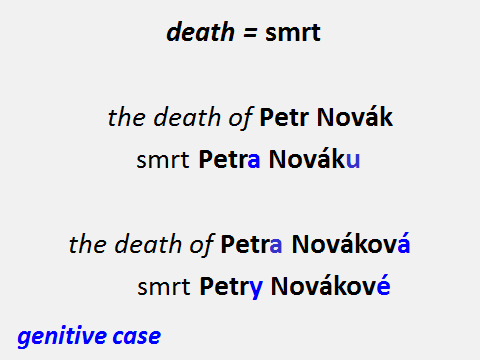 death = smrt
the death of Petr Novák
smrt Petra Nováku
the death of Petra Nováková
smrt Petry Novákové
genitive case